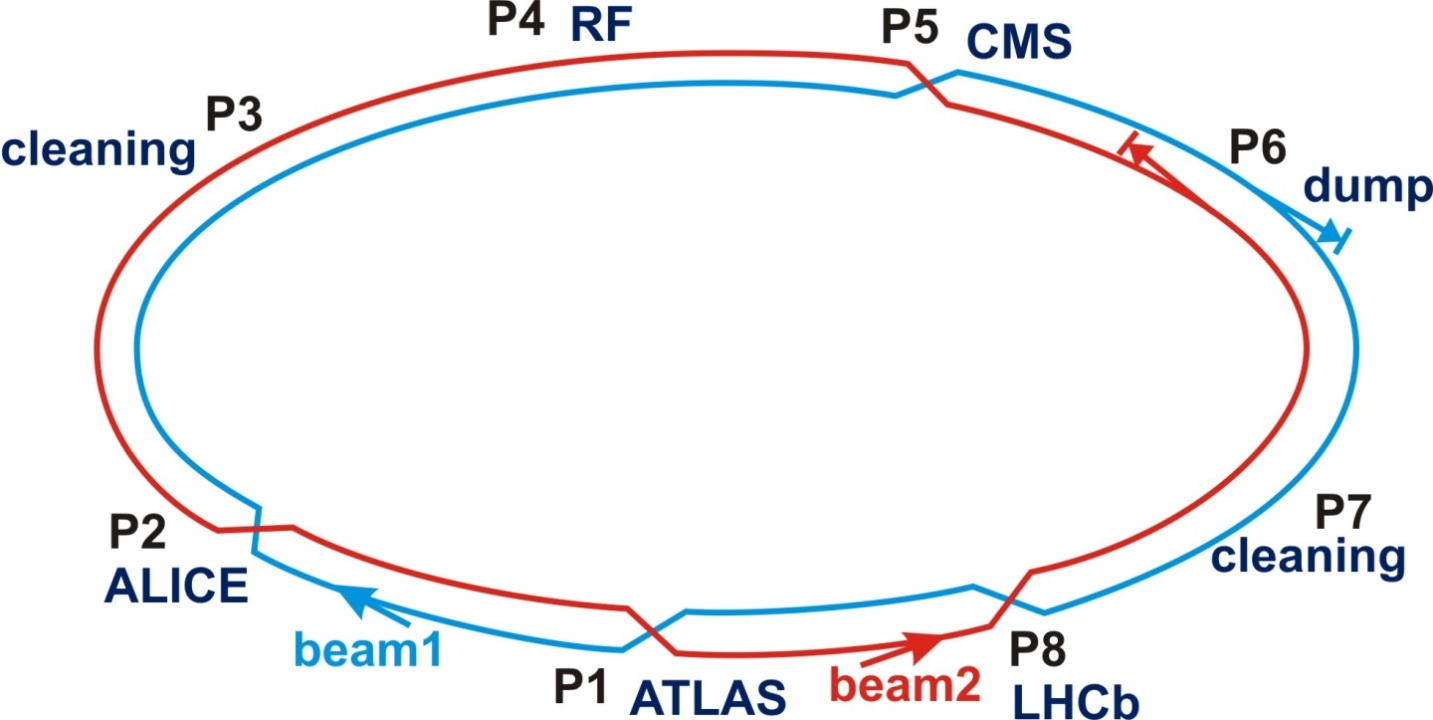 P4 RF
P5 CMS
P3
cleaning
P6
dump
P7
cleaning
P2
ALICE
beam1
P1 ATLAS
beam2
P8
LHCb